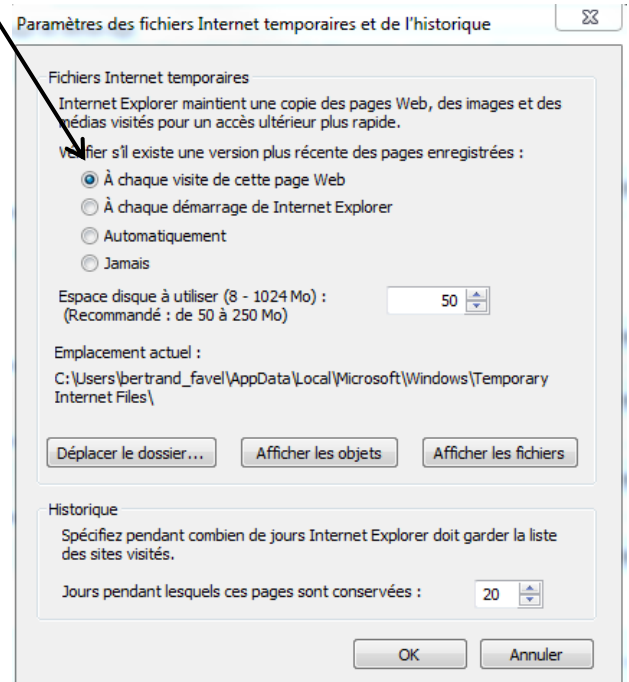 Paramètres des fichiers Internet temporaires et de l'historique
Fichiers Internet temporaires
Internet Explorer maintient une copie des pages Web, des images et des
médias visités pour un accès ultérieur plus rapide.
Vérifier s'il existe une version plus récente des pages enregistrées :
À chaque visite de cette page Web
À chaque démarrage de Internet Explorer
Automatiquement
Jamais
Espace disque à utiliser (8 - 1024 Mo) : 50
(Recommandé : de 50 à 250 Mo)
Emplacement actuel :
C:\Users\bertrand_favel\AppData\Local\Microsoft\Windows\Temporary
Internet Files\
Déplacer le dossier... Afficher les objets Afficher les fichiers
Historique
Spécifiez pendant combien de jours Internet Explorer doit garder la liste
des sites visités.
Jours pendant lesquels ces pages sont conservées : 20
OK Annuler